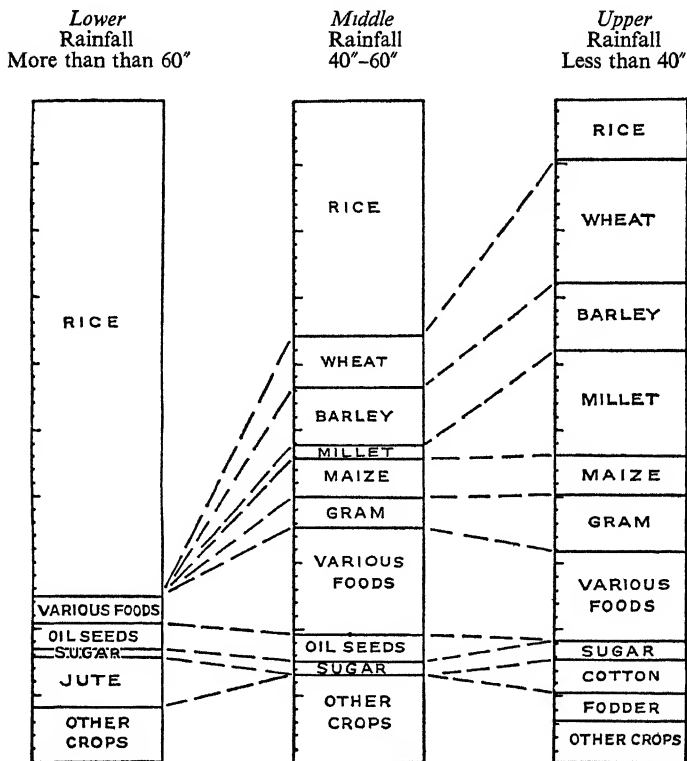 Lower
Rainfall
More than than 60"
Middle
Rainfall
40"–60"
Upper
Rainfall
Less than 40"
RICE
VARIOUS FOODS
OIL SEEDS
SUGAR
JUTE
OTHER
CROPS
RICE
WHEAT
BARLEY
MILLET
MAIZE
GRAM
VARIOUS
FOODS
OIL SEEDS
SUGAR
OTHER
CROPS
RICE
WHEAT
BARLEY
MILLET
MAIZE
GRAM
VARIOUS
FOODS
SUGAR
COTTON
FODDER
OTHER CROPS